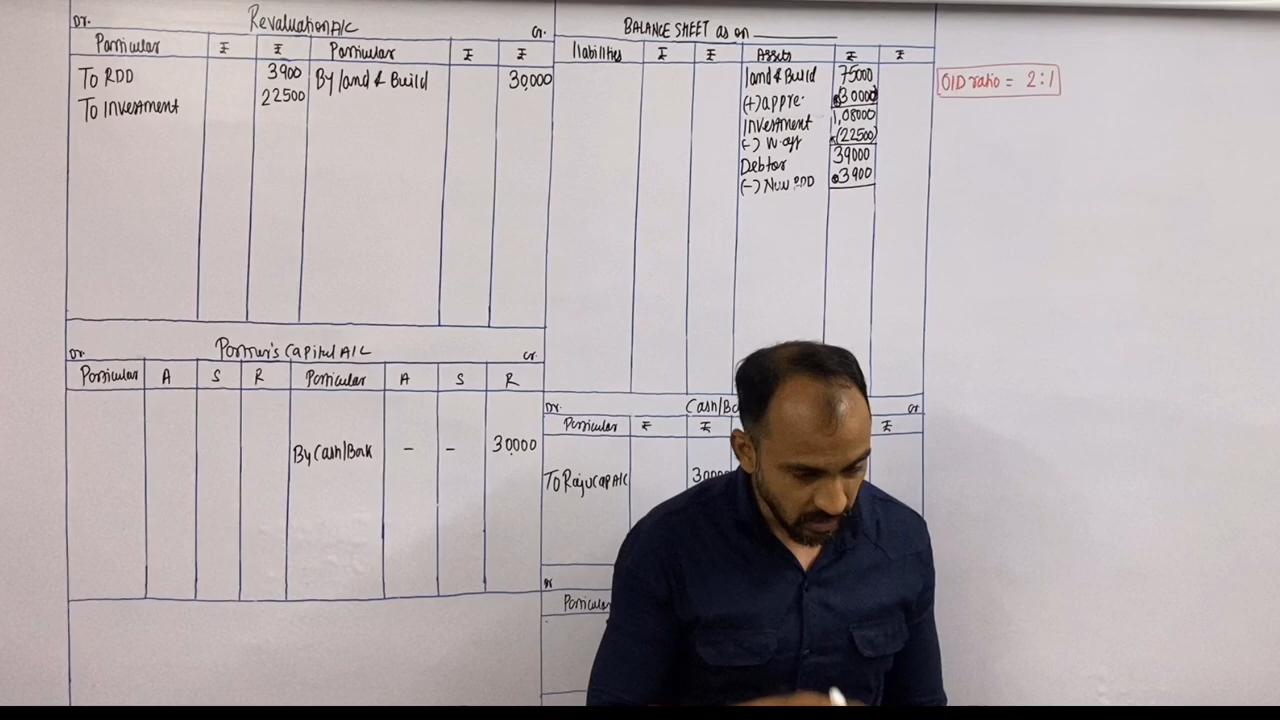 Dr. Revaluation A/C Cr.
Particular ₹ ₹ Particular ₹ ₹
To RDD 3900 By land & Build 30,000
To Investment 22500
BALANCE SHEET as on
liabilities ₹ ₹ Assets ₹ ₹
land & Build 75000
(+) appre. 30000
Investment 1,08000
(-) W.off (22500)
Debtor 39000
(-) New RDD 3900
O/D ratio = 2:1
Dr. Partner's Capital A/C Cr.
Particular A S R Particular A S R
By Cash/Bank - - 30,000
Dr. Cash/Ba Cr
Particular ₹ ₹ ₹
To Raju cap A/C 3000
Dr
Particular